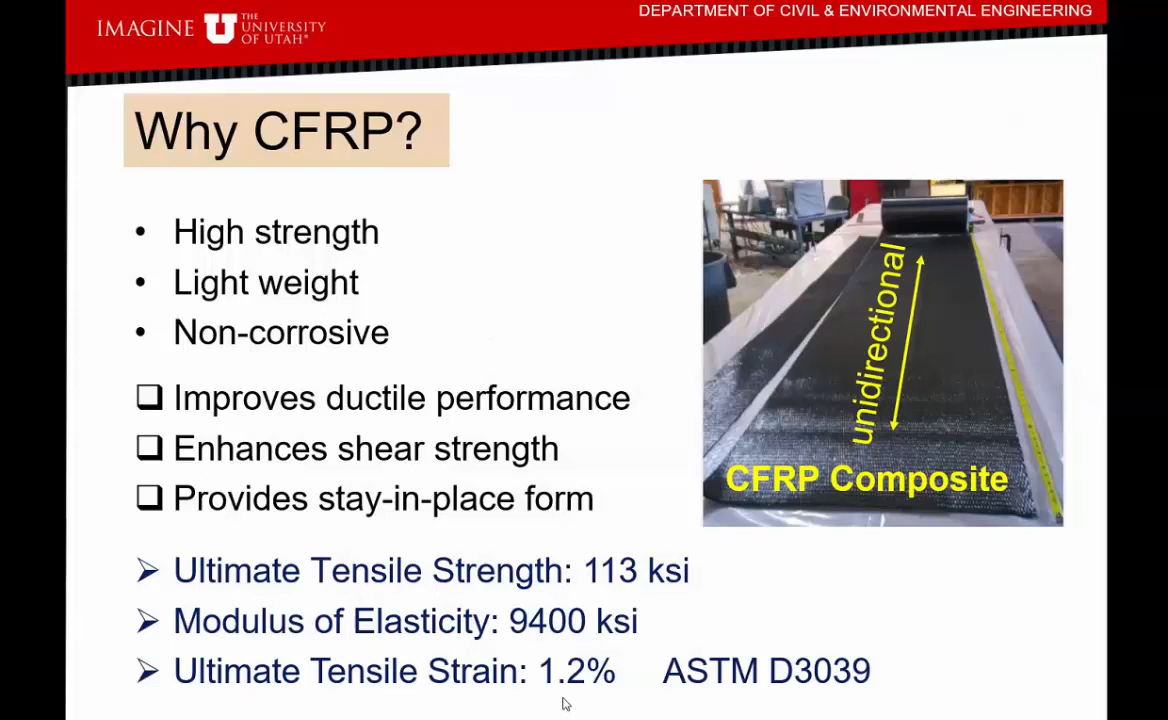 DEPARTMENT OF CIVIL & ENVIRONMENTAL ENGINEERING
IMAGINE U THE UNIVERSITY OF UTAH®
Why CFRP?
• High strength
• Light weight
• Non-corrosive
❑ Improves ductile performance
❑ Enhances shear strength
❑ Provides stay-in-place form
unidirectional
CFRP Composite
➢ Ultimate Tensile Strength: 113 ksi
➢ Modulus of Elasticity: 9400 ksi
➢ Ultimate Tensile Strain: 1.2% ASTM D3039